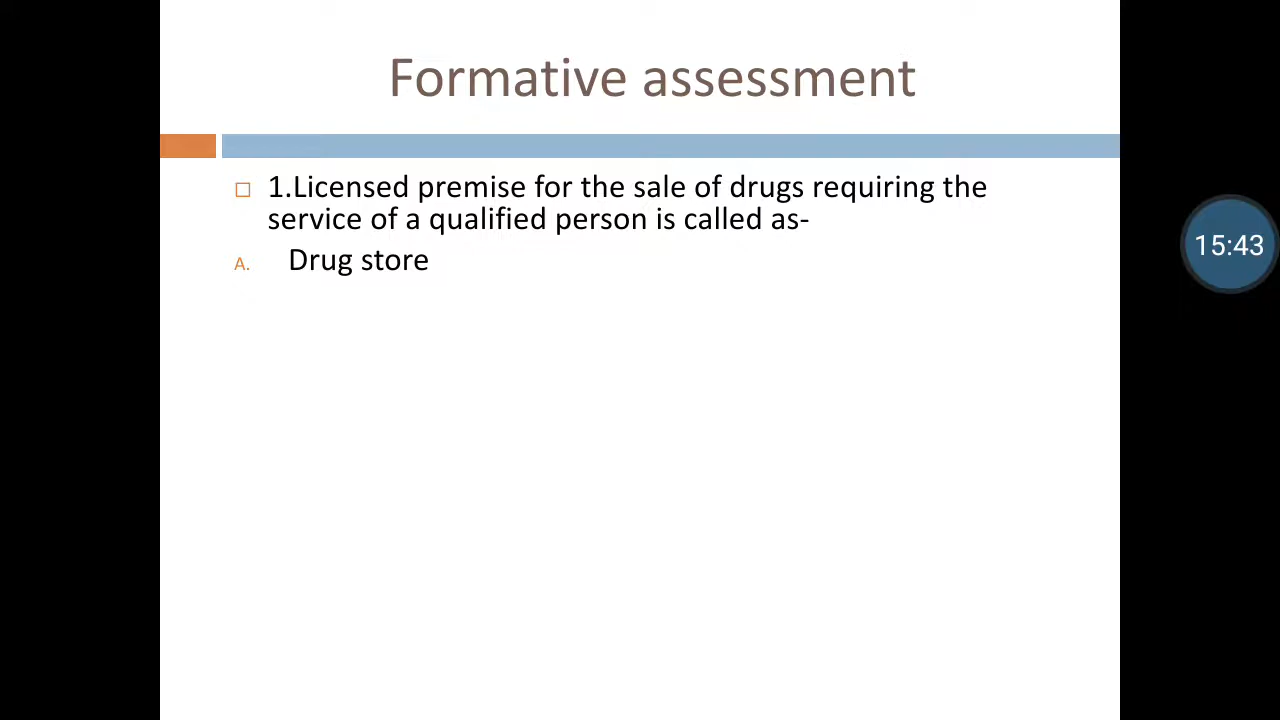 Formative assessment
1.Licensed premise for the sale of drugs requiring the
service of a qualified person is called as-
A. Drug store
15:43